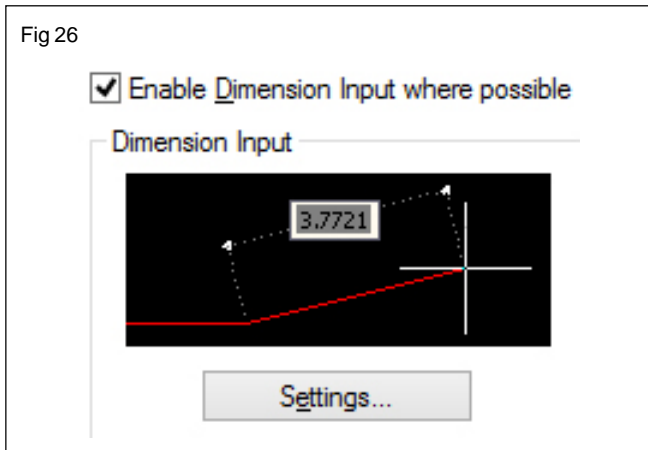 Fig 26
Enable Dimension Input where possible
Dimension Input
3.7721
Settings...